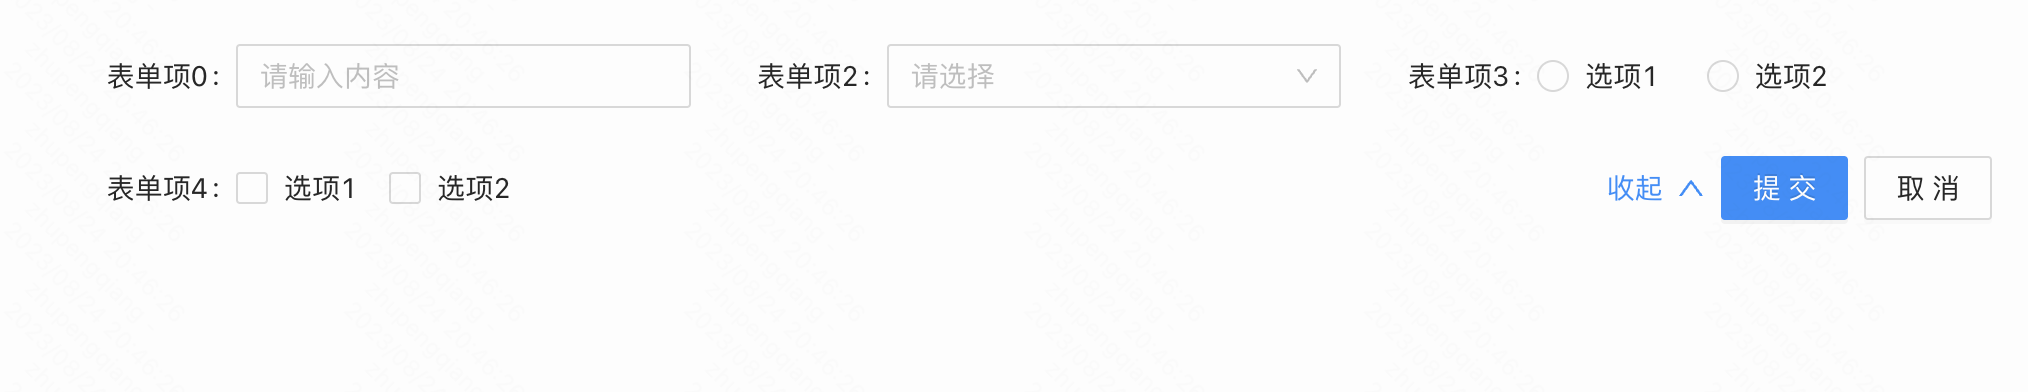 表单项0： 请输入内容 表单项2： 请选择 表单项3： 选项1 选项2
表单项4： 选项1 选项2 收起 提 交 取 消